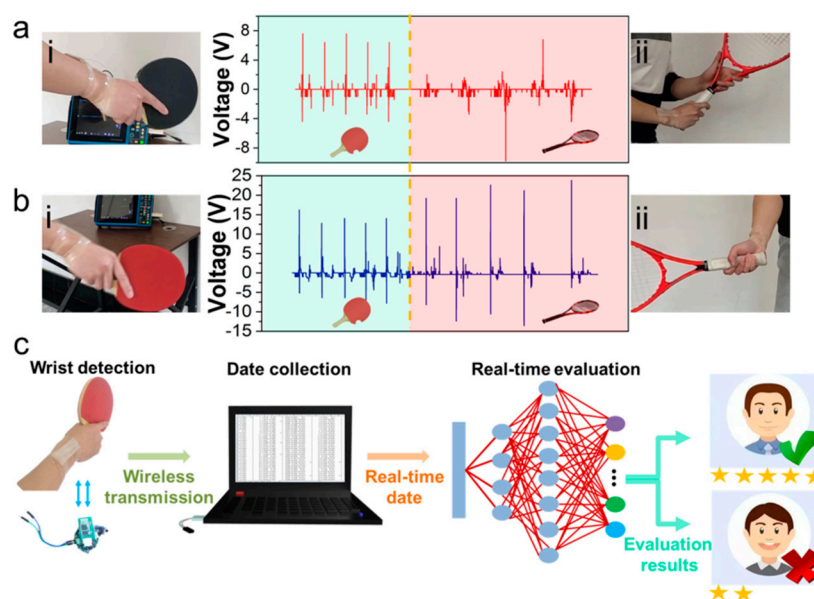 a
i
Voltage (V)
8
4
0
-4
-8
ii
b
i
Voltage (V)
25
20
15
10
5
0
-5
-10
-15
ii
c
Wrist detection
Date collection
Real-time evaluation
Wireless
transmission
Real-time
date
Evaluation
results